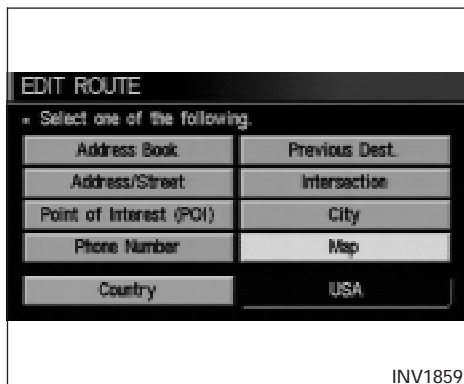 EDIT ROUTE
Select one of the following.
Address Book Previous Dest.
Address/Street Intersection
Point of Interest (POI) City
Phone Number Map
Country USA
INV1859